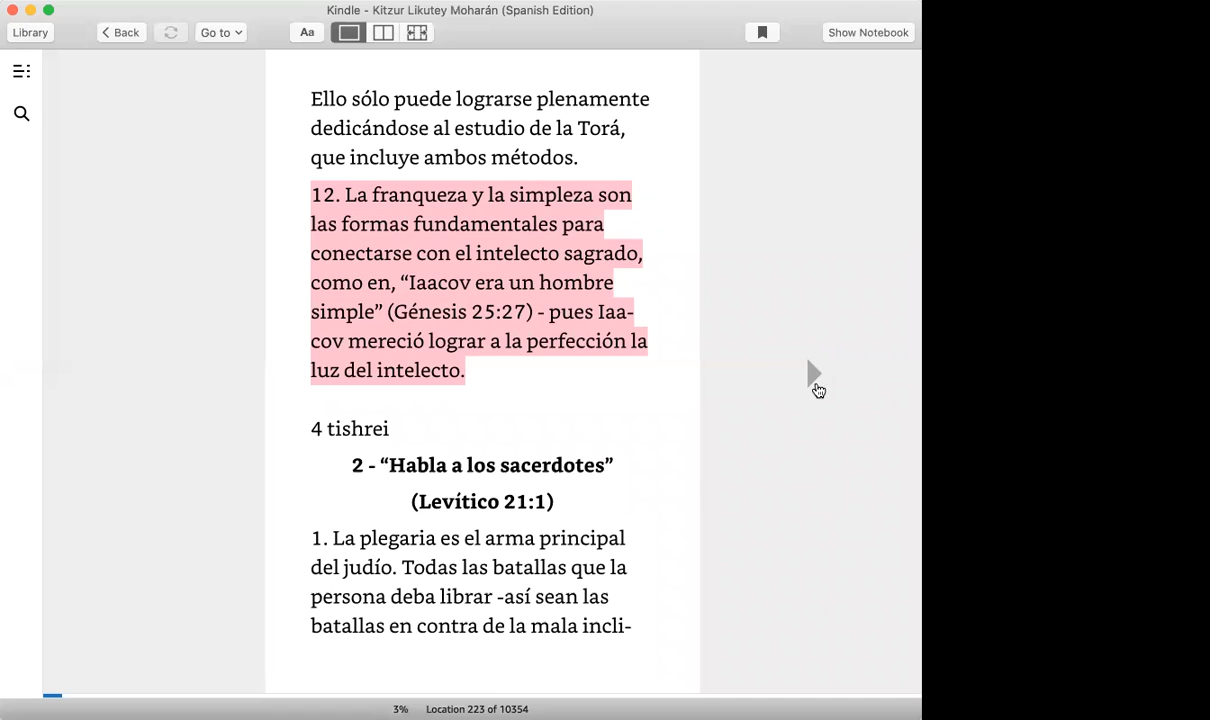 Kindle - Kitzur Likutey Moharán (Spanish Edition)
Library
Back
Go to
Aa
Show Notebook
Ello sólo puede lograrse plenamente
dedicándose al estudio de la Torá,
que incluye ambos métodos.
12. La franqueza y la simpleza son
las formas fundamentales para
conectarse con el intelecto sagrado,
como en, “Iaacov era un hombre
simple” (Génesis 25:27) - pues Iaa-
cov mereció lograr a la perfección la
luz del intelecto.
4 tishrei
2 - “Habla a los sacerdotes”
(Levítico 21:1)
1. La plegaria es el arma principal
del judío. Todas las batallas que la
persona deba librar -así sean las
batallas en contra de la mala incli-
3% Location 223 of 10354